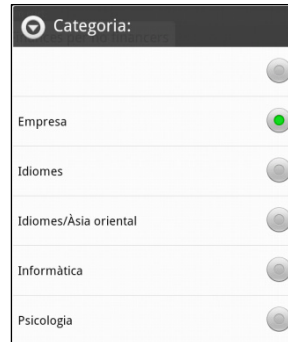 Categoria:
Empresa
Idiomes
Idiomes/Àsia oriental
Informàtica
Psicologia